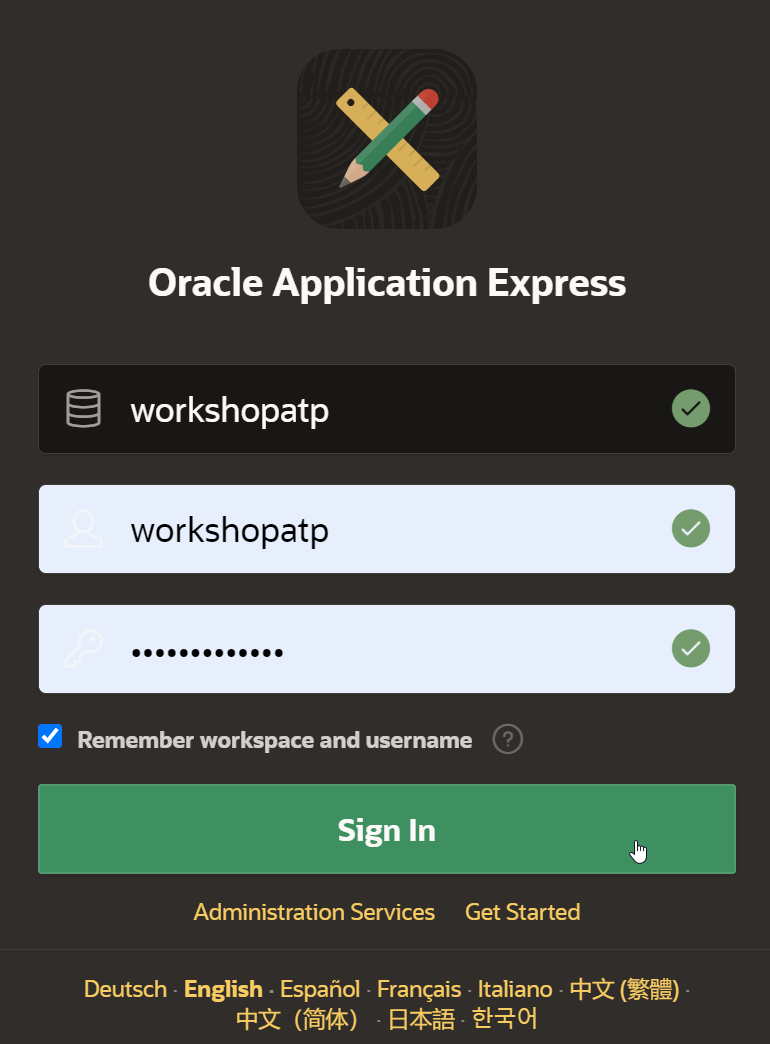 Oracle Application Express
workshopatp
workshopatp
•••••••••••••
Remember workspace and username ?
Sign In
Administration Services Get Started
Deutsch · English · Español · Français · Italiano · 中文 (繁體) ·
中文（简体） · 日本語 · 한국어